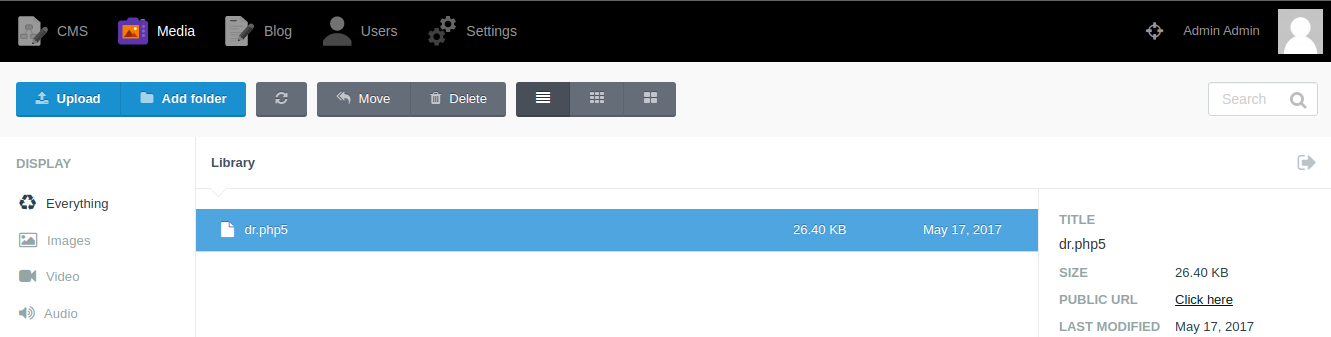 CMS Media Blog Users Settings Admin Admin
Upload Add folder Move Delete Search
DISPLAY
Library
Everything
Images
Video
Audio
dr.php5 26.40 KB May 17, 2017
TITLE
dr.php5
SIZE 26.40 KB
PUBLIC URL Click here
LAST MODIFIED May 17, 2017